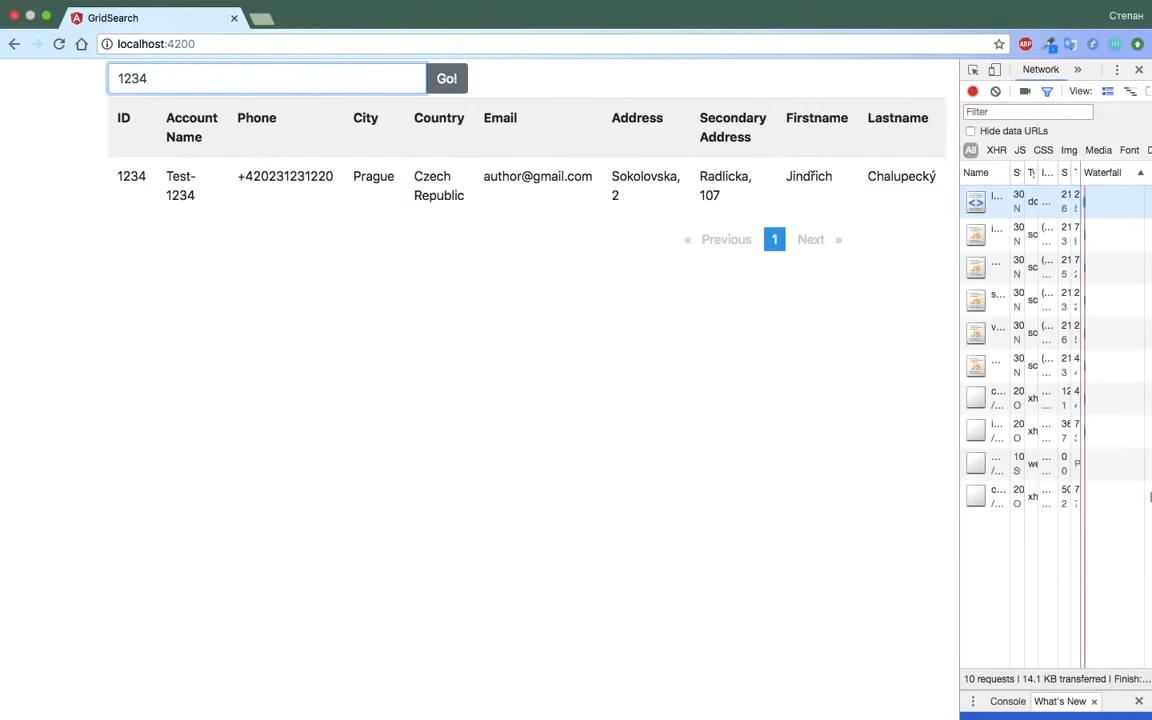 GridSearch
Степан
localhost:4200
ABP
1234
Go!
ID Account Name Phone City Country Email Address Secondary Address Firstname Lastname
1234 Test-1234 +420231231220 Prague Czech Republic author@gmail.com Sokolovska, 2 Radlicka, 107 Jindřich Chalupecký
« Previous 1 Next »
Network
View:
Filter
Hide data URLs
All XHR JS CSS Img Media Font
Name Waterfall
10 requests | 14.1 KB transferred | Finish:...
Console What's New